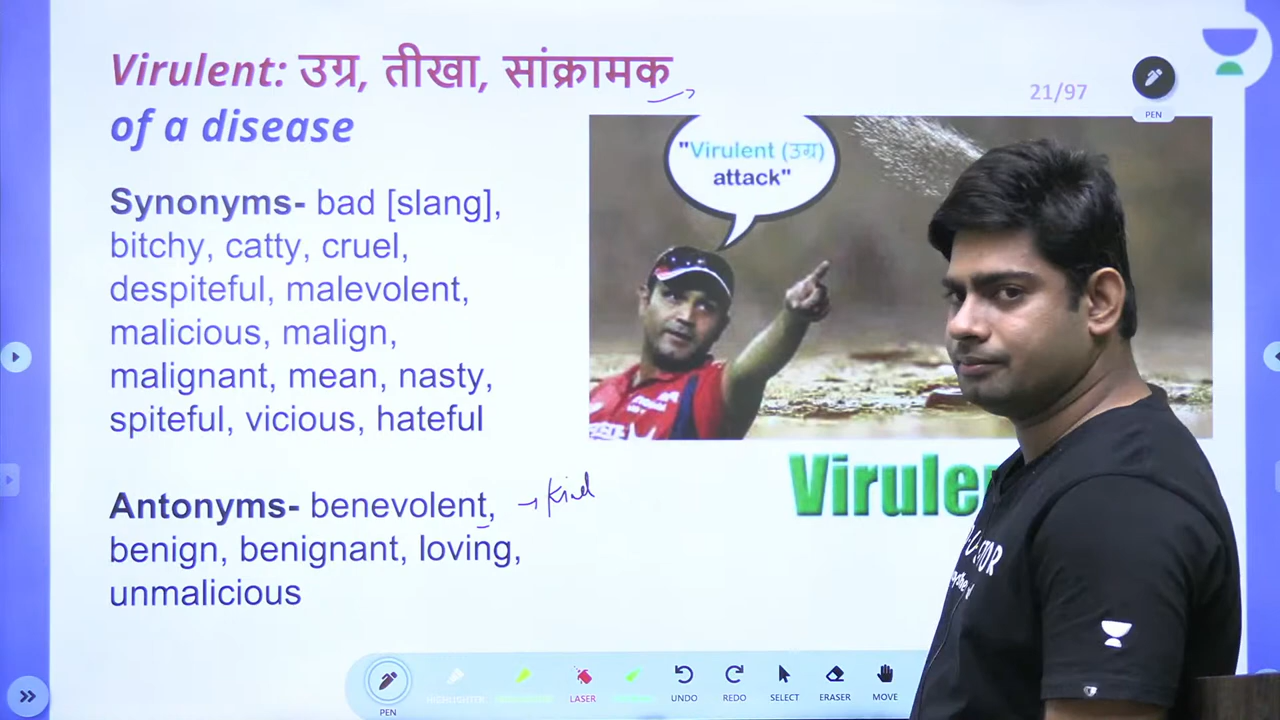 Virulent: उग्र, तीखा, सांक्रामक
of a disease
21/97
PEN
"Virulent (उग्र)
attack"
Synonyms- bad [slang],
bitchy, catty, cruel,
despiteful, malevolent,
malicious, malign,
malignant, mean, nasty,
spiteful, vicious, hateful
Antonyms- benevolent, → kind
benign, benignant, loving,
unmalicious
PEN
HIGHLIGHTER
LASER
UNDO
REDO
SELECT
ERASER
MOVE